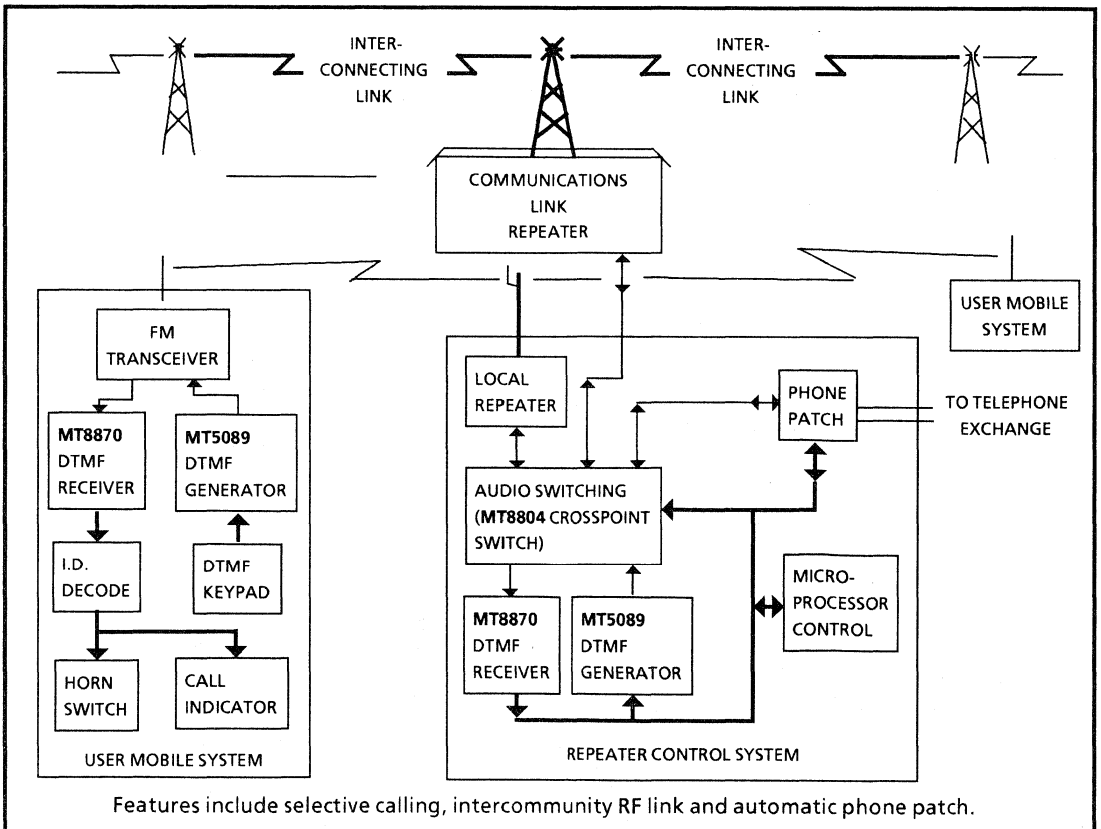 INTER-
CONNECTING
LINK
INTER-
CONNECTING
LINK
COMMUNICATIONS
LINK
REPEATER
FM
TRANSCEIVER
MT8870
DTMF
RECEIVER
MT5089
DTMF
GENERATOR
I.D.
DECODE
DTMF
KEYPAD
HORN
SWITCH
CALL
INDICATOR
USER MOBILE SYSTEM
LOCAL
REPEATER
PHONE
PATCH
TO TELEPHONE
EXCHANGE
AUDIO SWITCHING
(MT8804 CROSSPOINT
SWITCH)
MICRO-
PROCESSOR
CONTROL
MT8870
DTMF
RECEIVER
MT5089
DTMF
GENERATOR
REPEATER CONTROL SYSTEM
USER MOBILE
SYSTEM
Features include selective calling, intercommunity RF link and automatic phone patch.